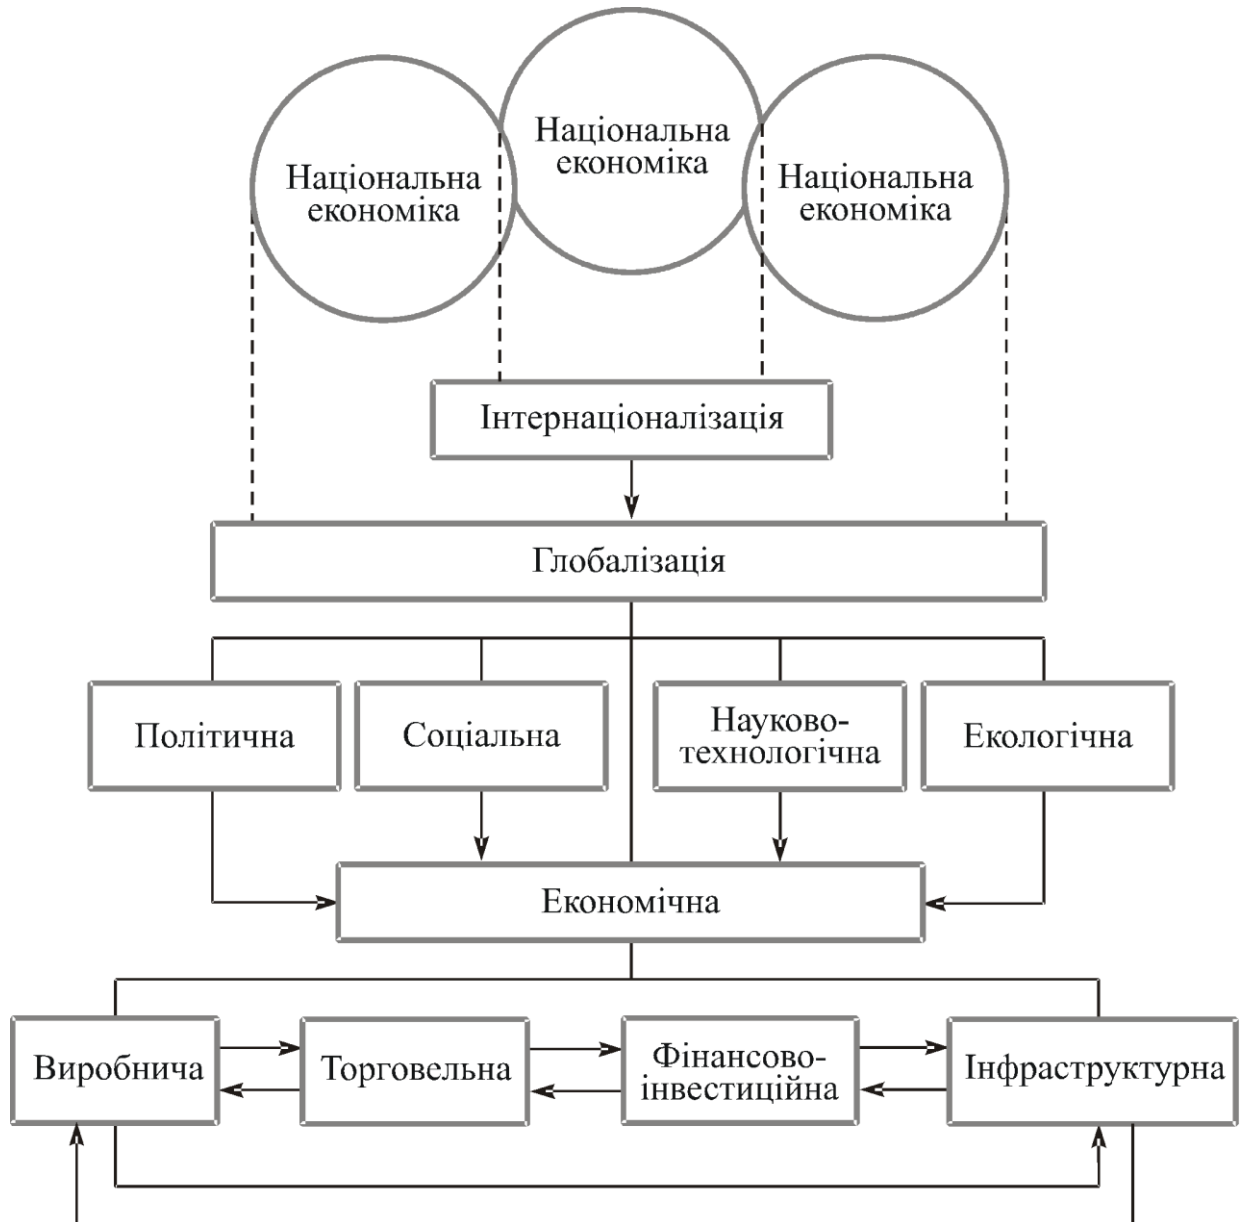 Національна
економіка
Національна
економіка
Національна
економіка
Інтернаціоналізація
Глобалізація
Політична
Соціальна
Науково-
технологічна
Екологічна
Економічна
Виробнича
Торговельна
Фінансово-
інвестиційна
Інфраструктурна